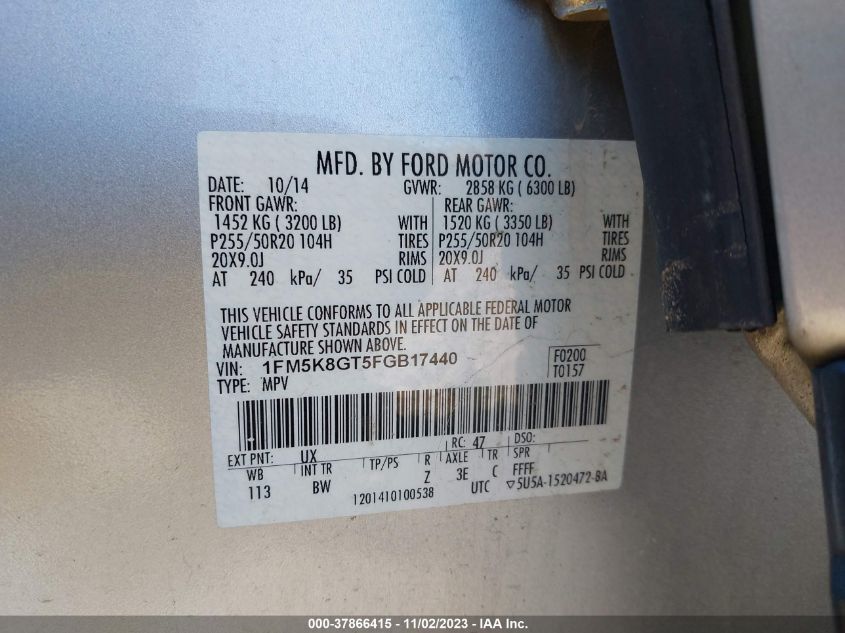 MFD. BY FORD MOTOR CO.
DATE: 10/14 GVWR: 2858 KG ( 6300 LB)
FRONT GAWR: REAR GAWR:
1452 KG ( 3200 LB) WITH 1520 KG ( 3350 LB) WITH
P255/50R20 104H TIRES P255/50R20 104H TIRES
20X9.0J RIMS 20X9.0J RIMS
AT 240 kPa/ 35 PSI COLD AT 240 kPa/ 35 PSI COLD
THIS VEHICLE CONFORMS TO ALL APPLICABLE FEDERAL MOTOR
VEHICLE SAFETY STANDARDS IN EFFECT ON THE DATE OF
MANUFACTURE SHOWN ABOVE.
VIN: 1FM5K8GT5FGB17440 F0200
TYPE: MPV T0157
EXT PNT: UX RC: 47 DSO:
WB INT TR TP/PS R AXLE TR SPR
113 BW Z 3E C FFFF
1201410100538 UTC ▽5U5A-1520472-BA
000-37866415 - 11/02/2023 - IAA Inc.